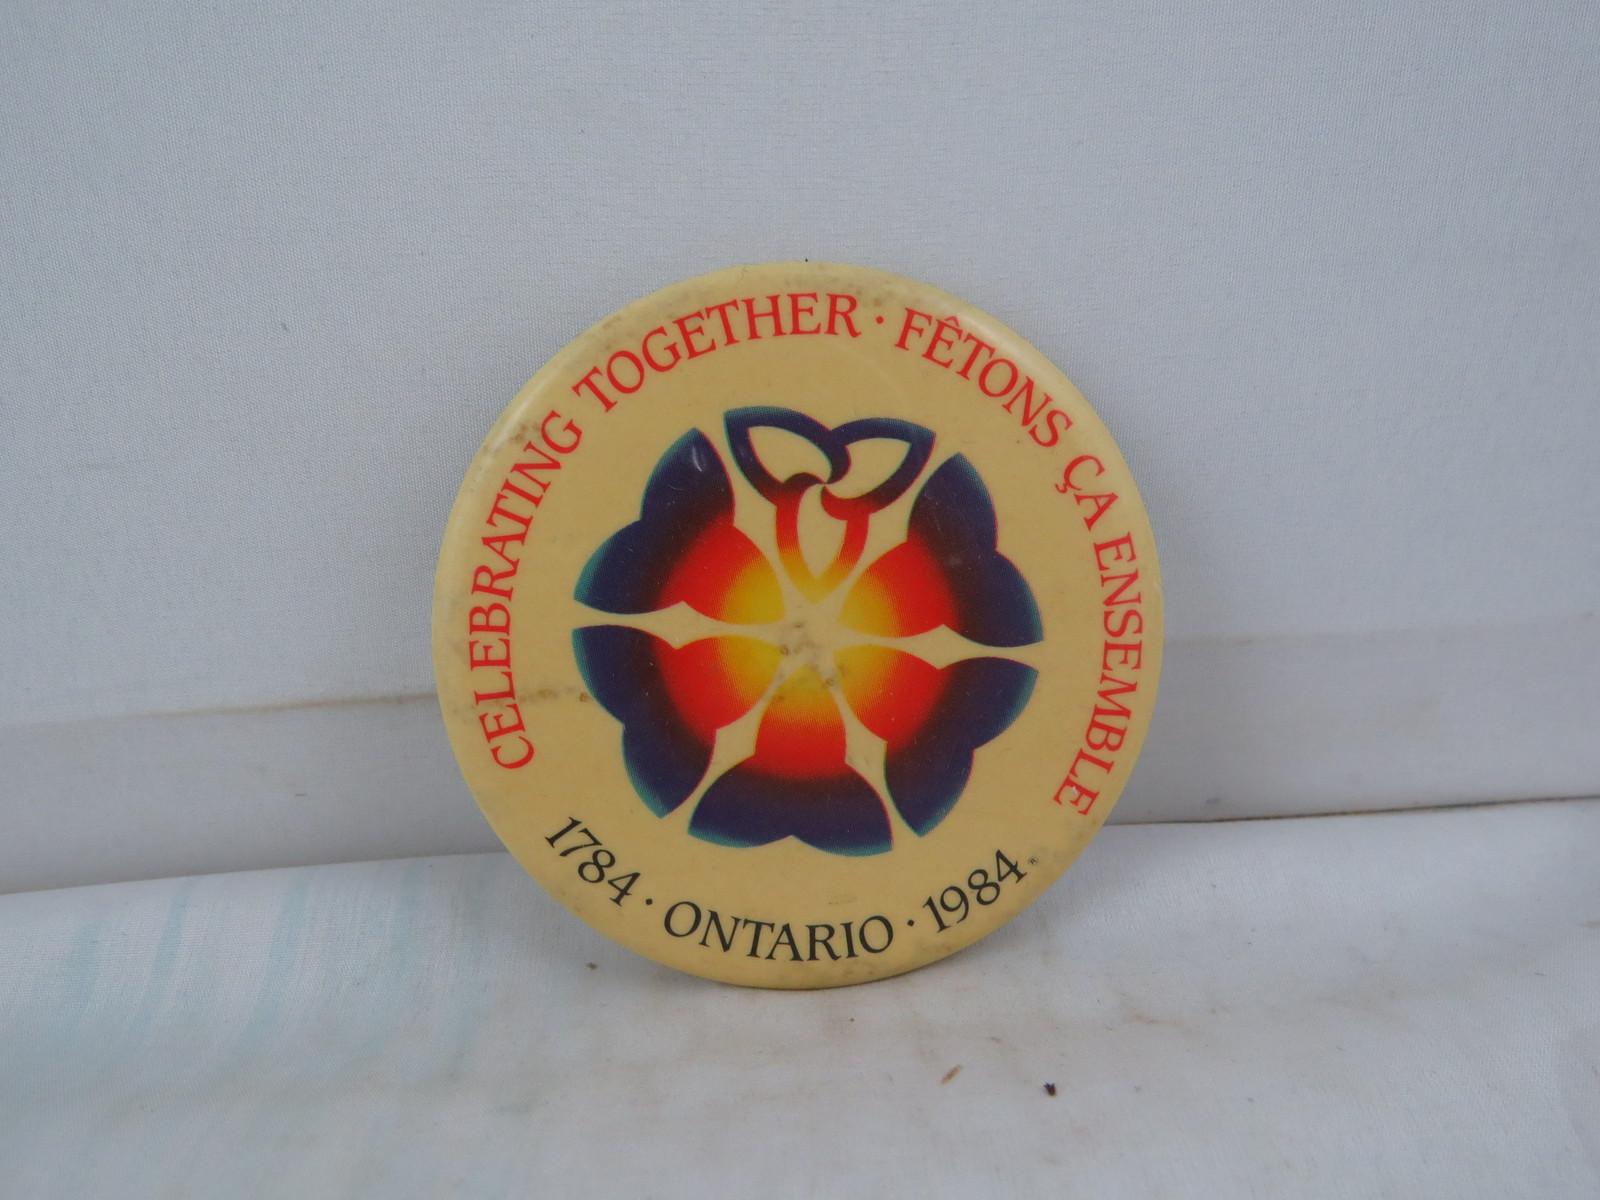 CELEBRATING TOGETHER · FÊTONS ÇA ENSEMBLE
1784 · ONTARIO · 1984 ®